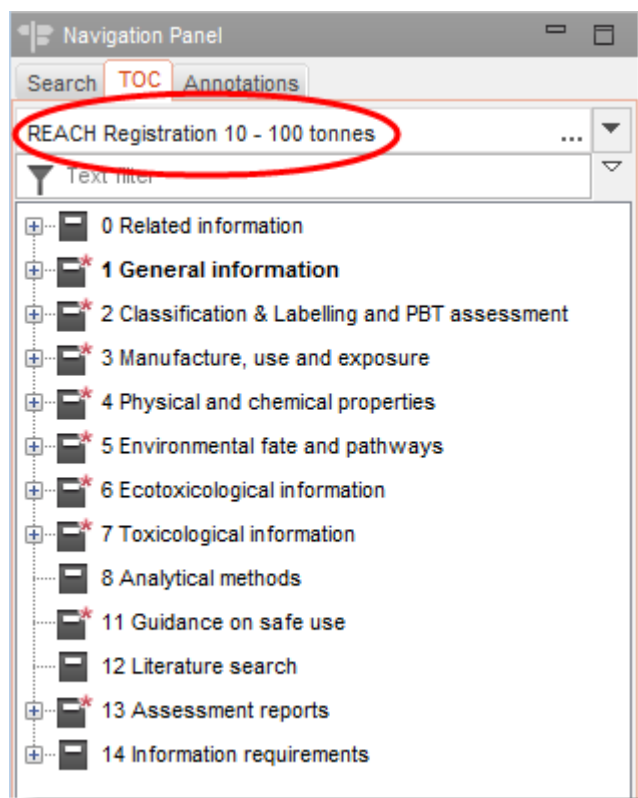 Navigation Panel
Search TOC Annotations
REACH Registration 10 - 100 tonnes ...
Text filter
0 Related information
* 1 General information
* 2 Classification & Labelling and PBT assessment
* 3 Manufacture, use and exposure
* 4 Physical and chemical properties
* 5 Environmental fate and pathways
* 6 Ecotoxicological information
* 7 Toxicological information
8 Analytical methods
* 11 Guidance on safe use
12 Literature search
* 13 Assessment reports
14 Information requirements